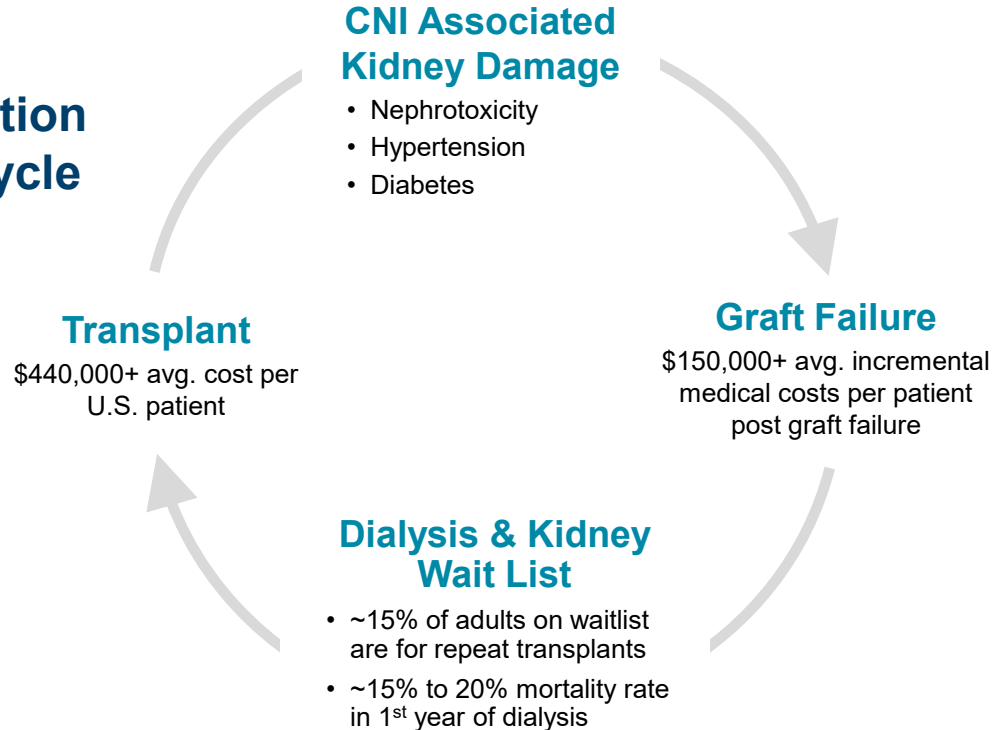 CNI Associated
Kidney Damage
• Nephrotoxicity
• Hypertension
• Diabetes
Transplant
$440,000+ avg. cost per
U.S. patient
Graft Failure
$150,000+ avg. incremental
medical costs per patient
post graft failure
Dialysis & Kidney
Wait List
• ~15% of adults on waitlist
are for repeat transplants
• ~15% to 20% mortality rate
in 1st year of dialysis